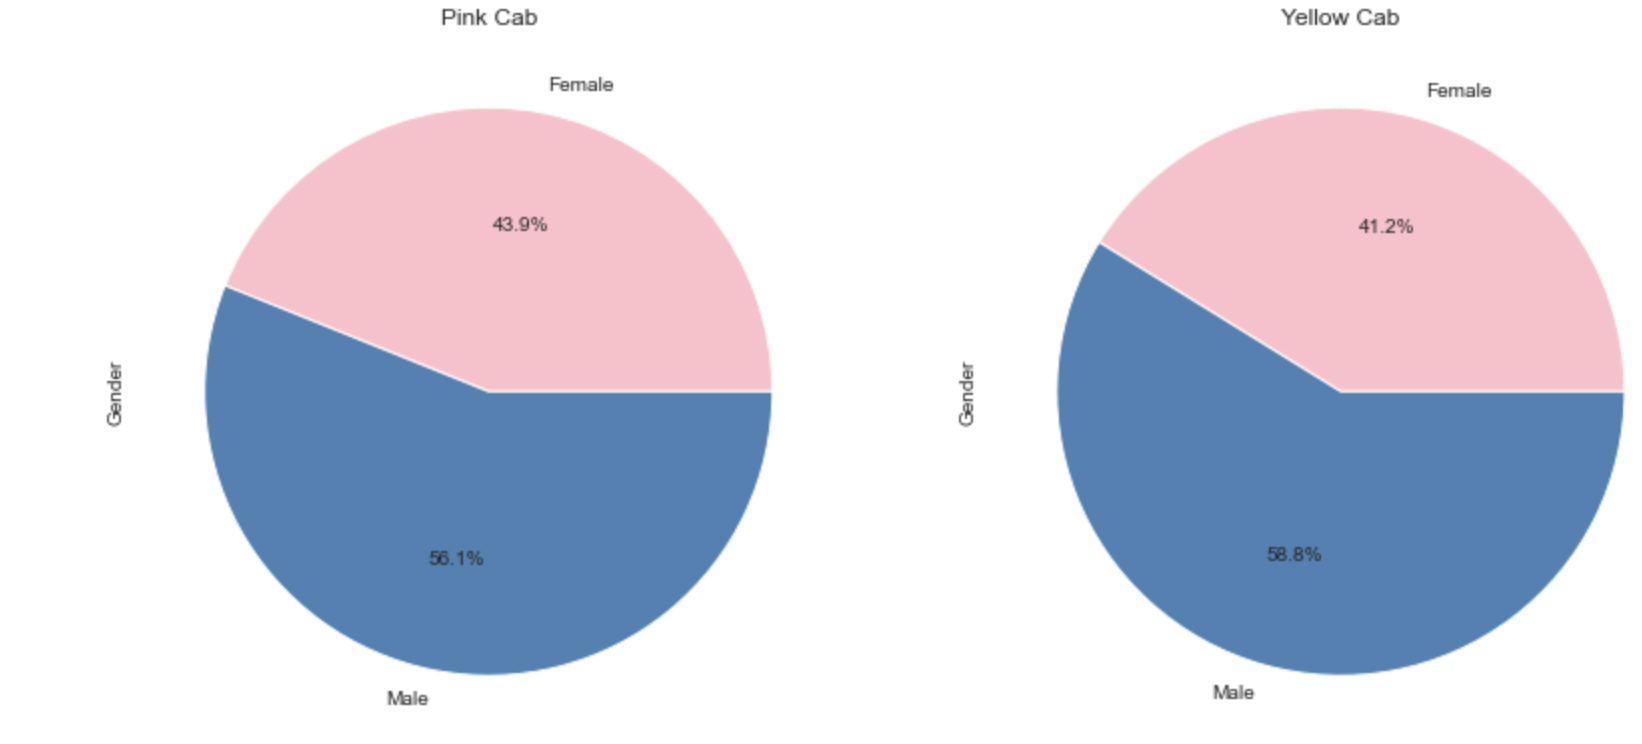 Pink Cab
Female
43.9%
Gender
56.1%
Male
Yellow Cab
Female
41.2%
Gender
58.8%
Male